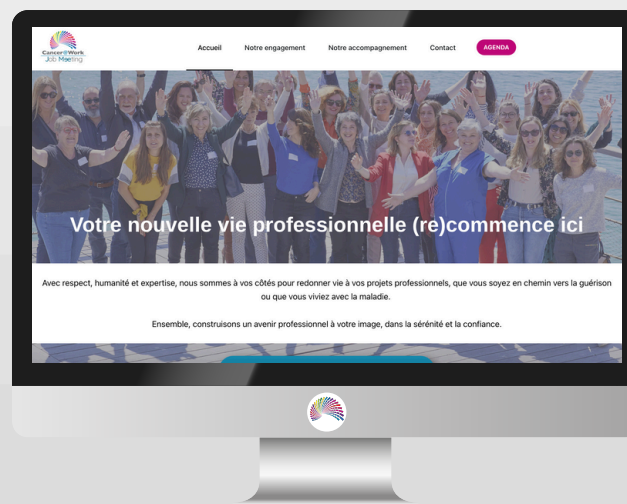 Cancer@Work
Job Meeting
Accueil
Notre engagement
Notre accompagnement
Contact
AGENDA
Votre nouvelle vie professionnelle (re)commence ici
Avec respect, humanité et expertise, nous sommes à vos côtés pour redonner vie à vos projets professionnels, que vous soyez en chemin vers la guérison
ou que vous viviez avec la maladie.
Ensemble, construisons un avenir professionnel à votre image, dans la sérénité et la confiance.